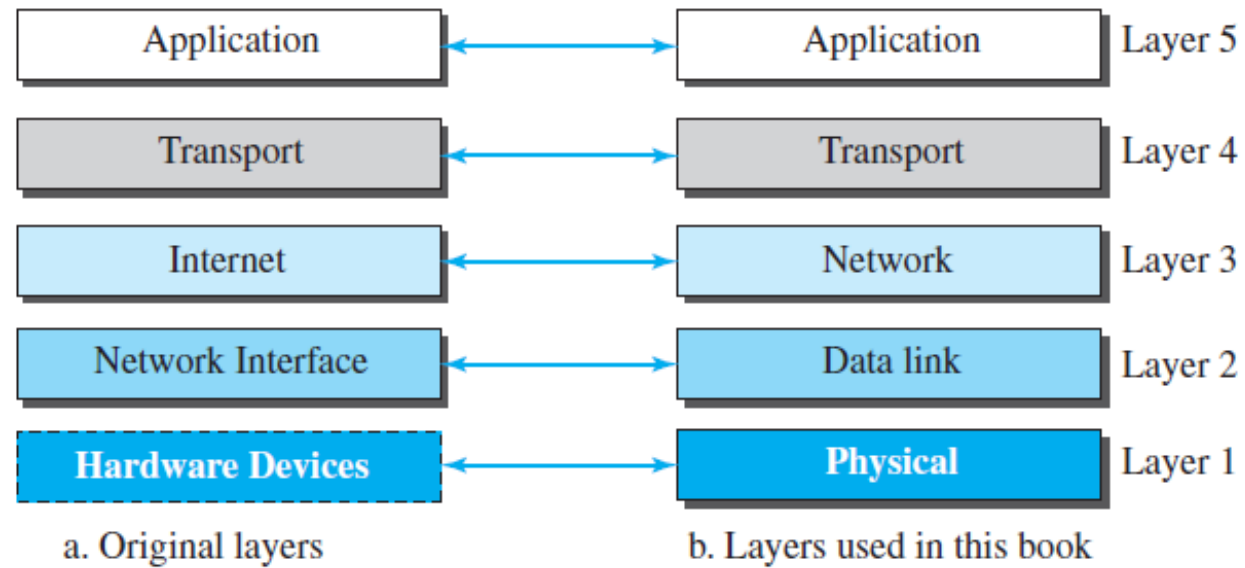 Application
Application
Layer 5
Transport
Transport
Layer 4
Internet
Network
Layer 3
Network Interface
Data link
Layer 2
Hardware Devices
Physical
Layer 1
a. Original layers
b. Layers used in this book